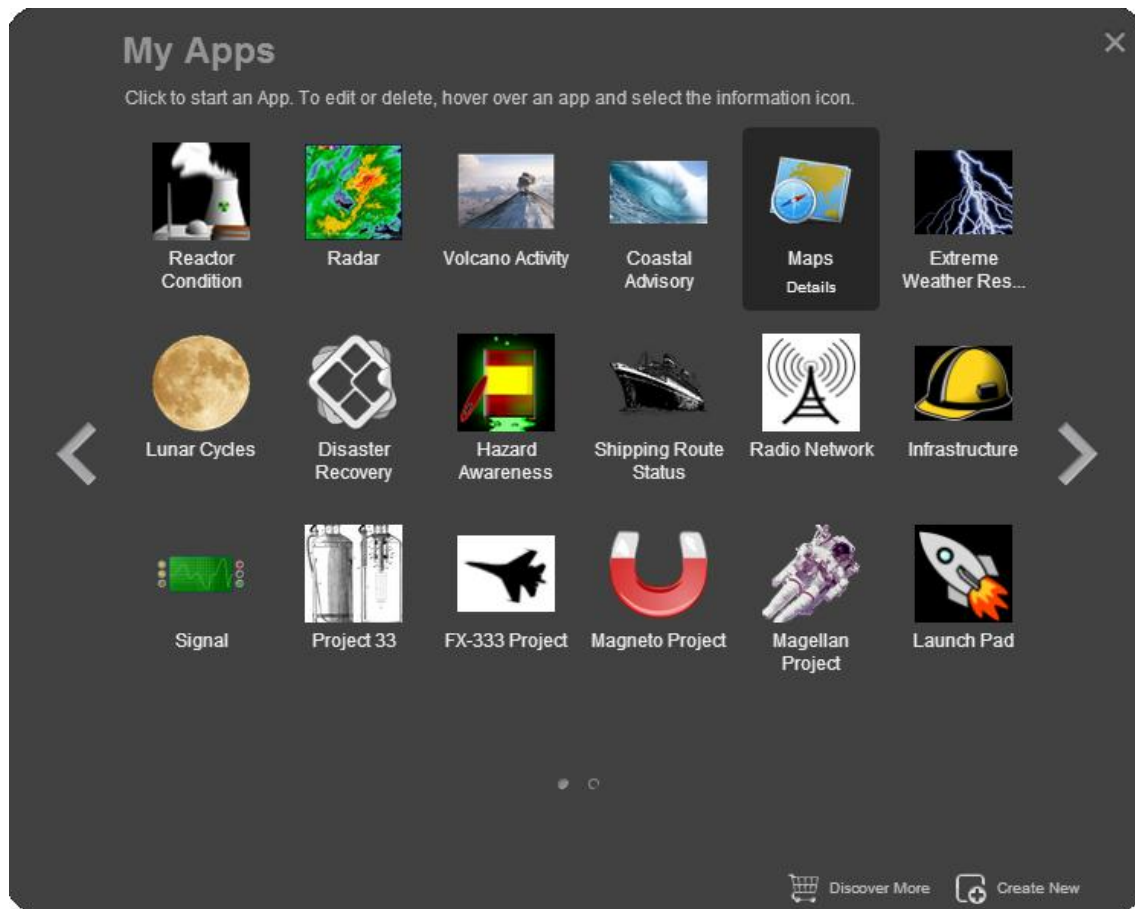 My Apps
Click to start an App. To edit or delete, hover over an app and select the information icon.
Reactor
Condition
Radar
Volcano Activity
Coastal
Advisory
Maps
Details
Extreme
Weather Res...
Lunar Cycles
Disaster
Recovery
Hazard
Awareness
Shipping Route
Status
Radio Network
Infrastructure
Signal
Project 33
FX-333 Project
Magneto Project
Magellan
Project
Launch Pad
Discover More
Create New